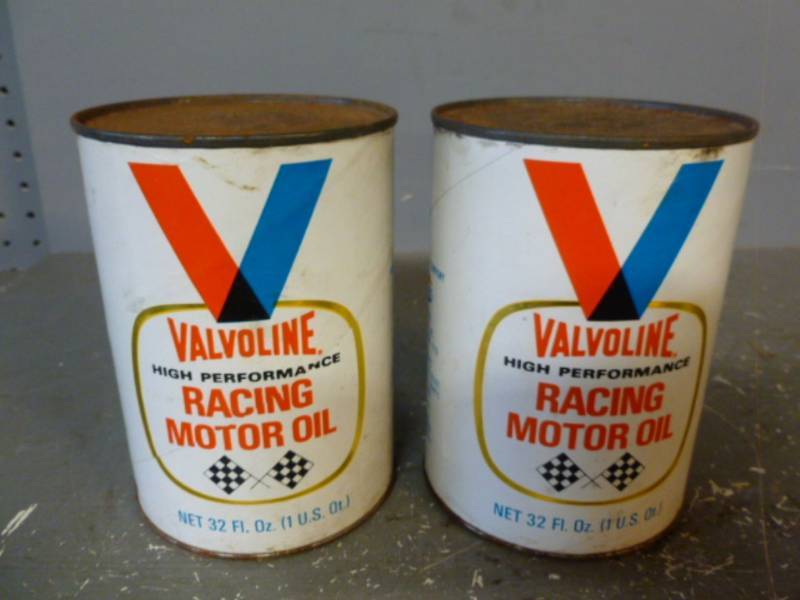 VALVOLINE
HIGH PERFORMANCE
RACING
MOTOR OIL
NET 32 Fl. Oz. (1 U.S. Qt.)
VALVOLINE
HIGH PERFORMANCE
RACING
MOTOR OIL
NET 32 Fl. Oz. (1 U.S. Qt.)